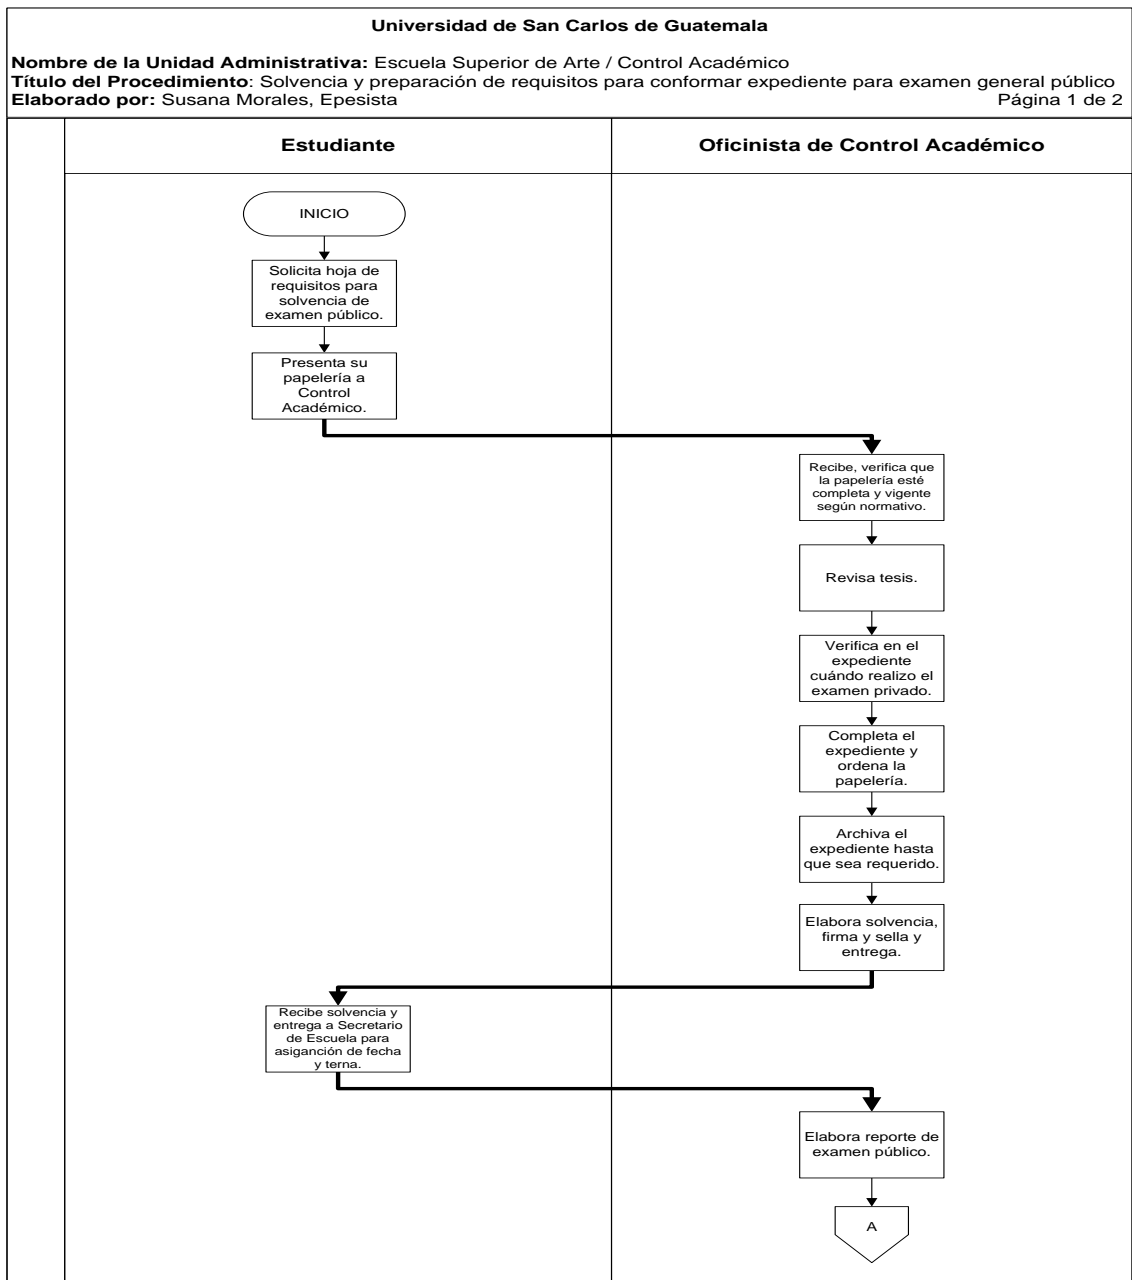 Universidad de San Carlos de Guatemala
Nombre de la Unidad Administrativa: Escuela Superior de Arte / Control Académico
Título del Procedimiento: Solvencia y preparación de requisitos para conformar expediente para examen general público
Elaborado por: Susana Morales, Epesista Página 1 de 2
Estudiante
Oficinista de Control Académico
INICIO
Solicita hoja de
requisitos para
solvencia de
examen público.
Presenta su
papelería a
Control
Académico.
Recibe, verifica que
la papelería esté
completa y vigente
según normativo.
Revisa tesis.
Verifica en el
expediente
cuándo realizo el
examen privado.
Completa el
expediente y
ordena la
papelería.
Archiva el
expediente hasta
que sea requerido.
Elabora solvencia,
firma y sella y
entrega.
Recibe solvencia y
entrega a Secretario
de Escuela para
asigancón de fecha
y terna.
Elabora reporte de
examen público.
A